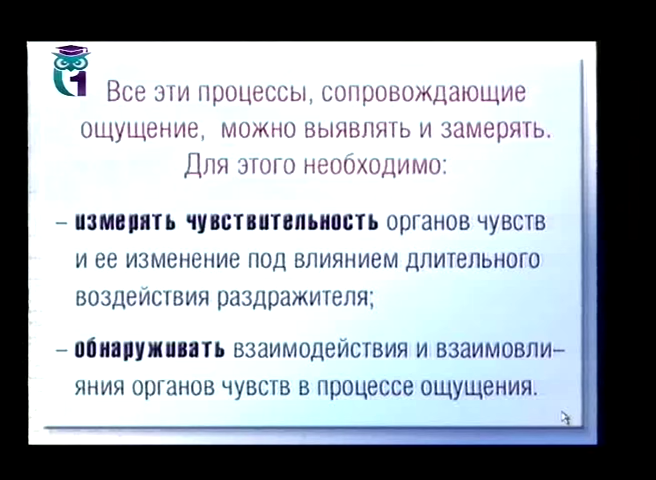 1
Все эти процессы, сопровождающие
ощущение, можно выявлять и замерять.
Для этого необходимо:
– измерять чувствительность органов чувств
и ее изменение под влиянием длительного
воздействия раздражителя;
– обнаруживать взаимодействия и взаимовли–
яния органов чувств в процессе ощущения.